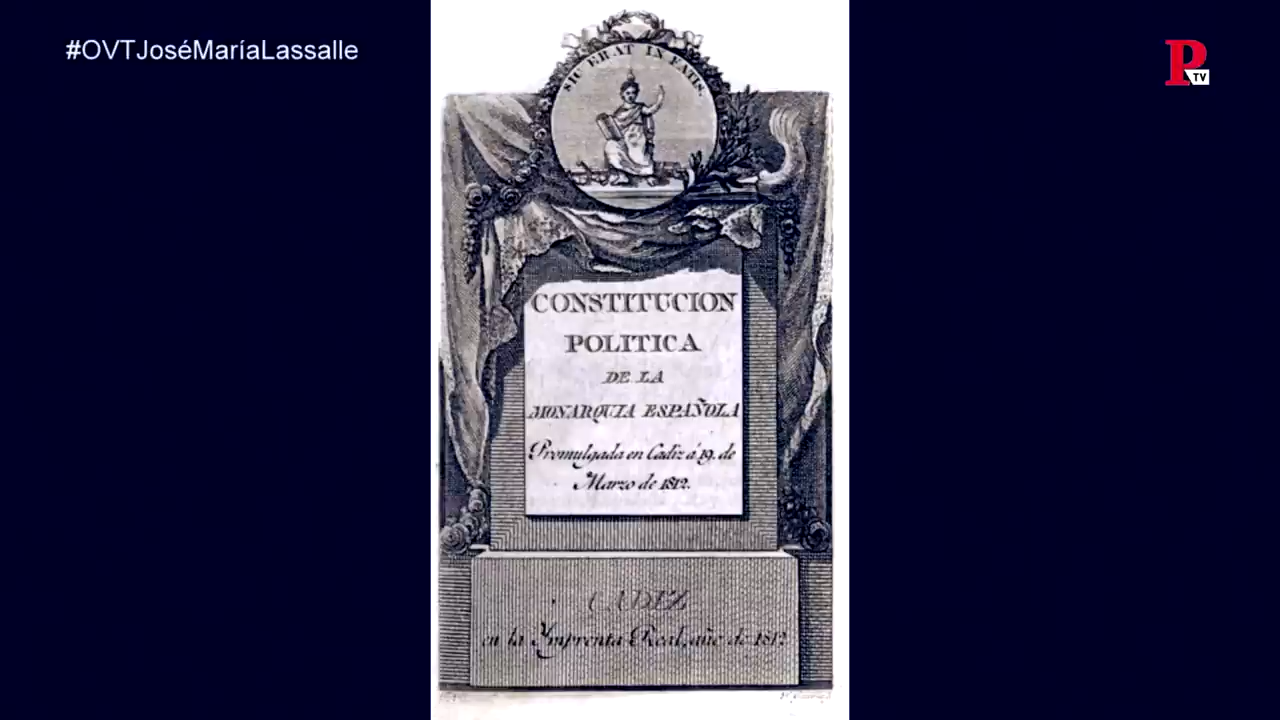 #OVTJoséMaríaLassalle
P
TV
SIC ERAT IN FATIS.
CONSTITUCION
POLITICA
DE LA
MONARQUIA ESPAÑOLA
Promulgada en Cadiz á 19. de
Marzo de 1812.
CADIZ
en la Ymprenta Real, año de 1812